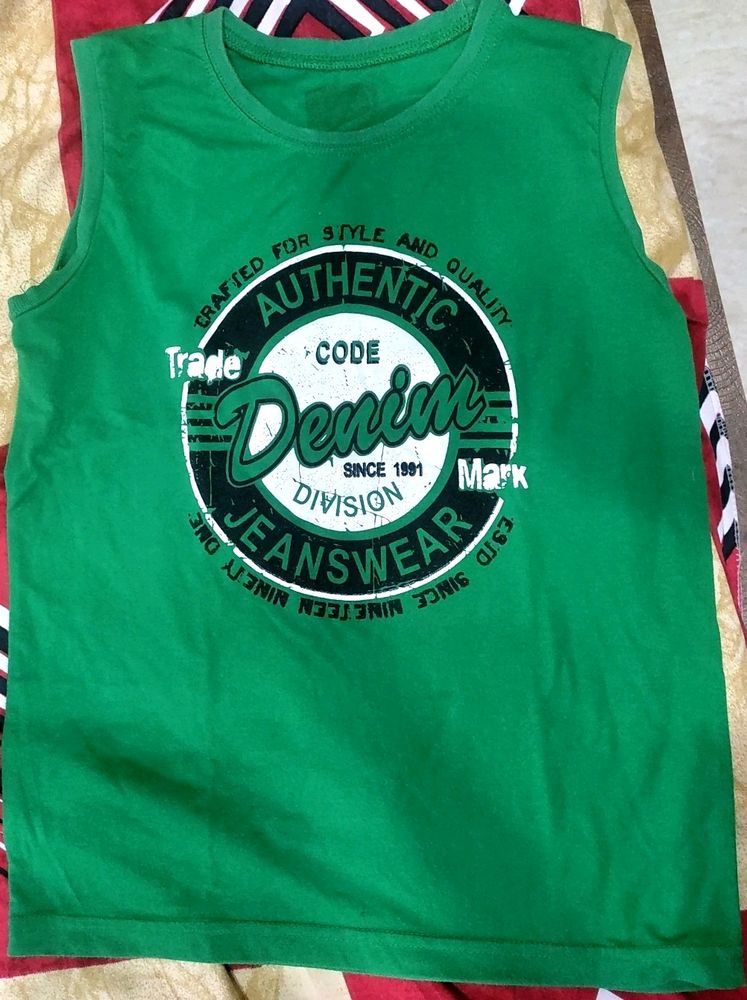 CRAFTED FOR STYLE AND QUALITY
AUTHENTIC
CODE
Trade
Denim
SINCE 1991
Mark
DIVISION
JEANSWEAR
ESTD SINCE NINETEEN NINETY ONE